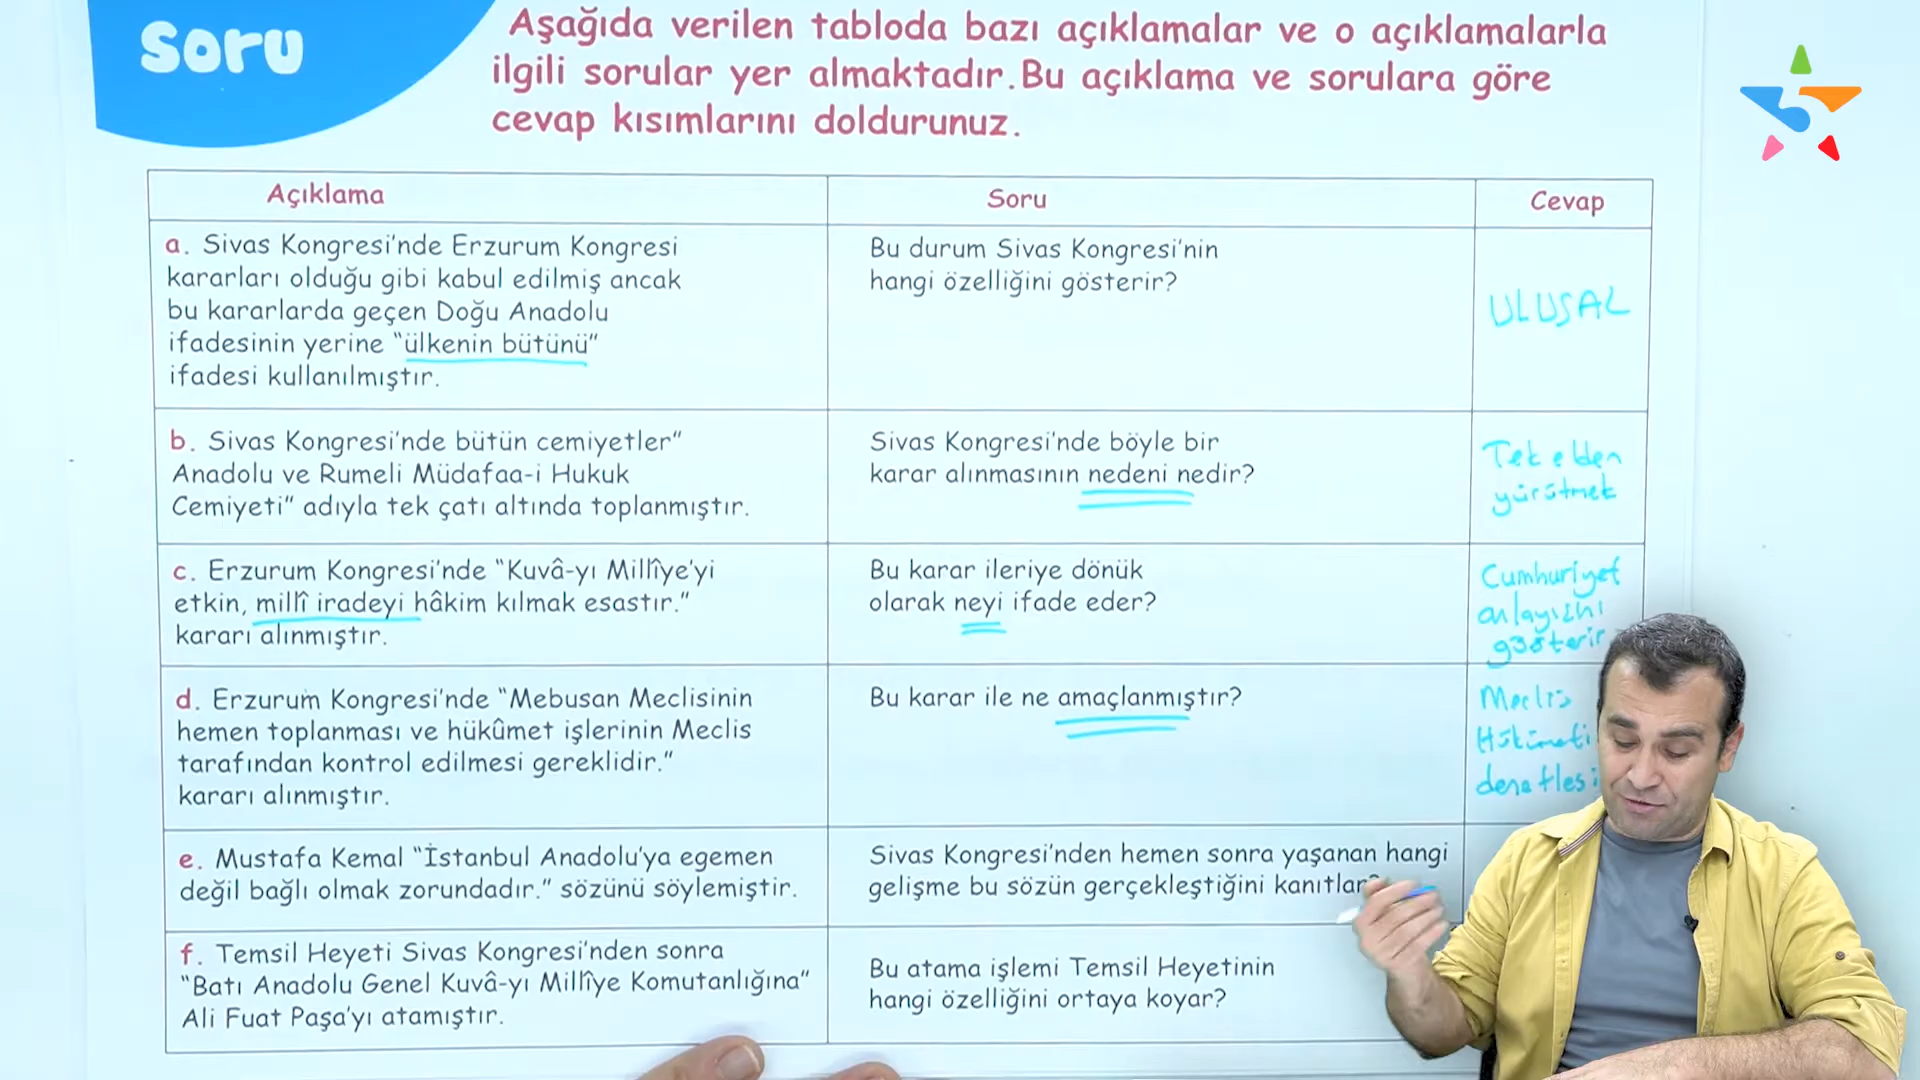 soru
Aşağıda verilen tabloda bazı açıklamalar ve o açıklamalarla
ilgili sorular yer almaktadır.Bu açıklama ve sorulara göre
cevap kısımlarını doldurunuz.
Açıklama
Soru
Cevap
a. Sivas Kongresi'nde Erzurum Kongresi
kararları olduğu gibi kabul edilmiş ancak
bu kararlarda geçen Doğu Anadolu
ifadesinin yerine "ülkenin bütünü"
ifadesi kullanılmıştır.
Bu durum Sivas Kongresi'nin
hangi özelliğini gösterir?
ULUSAL
b. Sivas Kongresi'nde bütün cemiyetler"
Anadolu ve Rumeli Müdafaa-i Hukuk
Cemiyeti" adıyla tek çatı altında toplanmıştır.
Sivas Kongresi'nde böyle bir
karar alınmasının nedeni nedir?
Tek elden
yürütmek
c. Erzurum Kongresi'nde "Kuvâ-yı Millîye'yi
etkin, millî iradeyi hâkim kılmak esastır."
kararı alınmıştır.
Bu karar ileriye dönük
olarak neyi ifade eder?
Cumhuriyet
anlayışını
gösterir
d. Erzurum Kongresi'nde "Mebusan Meclisinin
hemen toplanması ve hükûmet işlerinin Meclis
tarafından kontrol edilmesi gereklidir."
kararı alınmıştır.
Bu karar ile ne amaçlanmıştır?
Meclis
Hükümeti
e. Mustafa Kemal "İstanbul Anadolu'ya egemen
değil bağlı olmak zorundadır." sözünü söylemiştir.
Sivas Kongresi'nden hemen sonra yaşanan hangi
gelişme bu sözün gerçekleştiğini kanıtlar?
f. Temsil Heyeti Sivas Kongresi'nden sonra
"Batı Anadolu Genel Kuvâ-yı Millîye Komutanlığına"
Ali Fuat Paşa'yı atamıştır.
Bu atama işlemi Temsil Heyetinin
hangi özelliğini ortaya koyar?